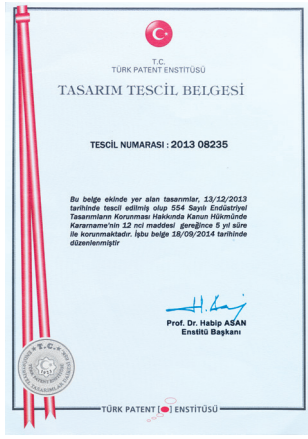 T.C.
TÜRK PATENT ENSTİTÜSÜ
TASARIM TESCİL BELGESİ
TESCİL NUMARASI : 2013 08235
Bu belge ekinde yer alan tasarımlar, 13/12/2013
tarihinde tescil edilmiş olup 554 Sayılı Endüstriyel
Tasarımların Korunması Hakkında Kanun Hükmünde
Kararname'nin 12 nci maddesi gereğince 5 yıl süre
ile korunmaktadır. İşbu belge 18/09/2014 tarihinde
düzenlenmiştir
Prof. Dr. Habip ASAN
Enstitü Başkanı
T.C.
TÜRK PATENT ENSTİTÜSÜ